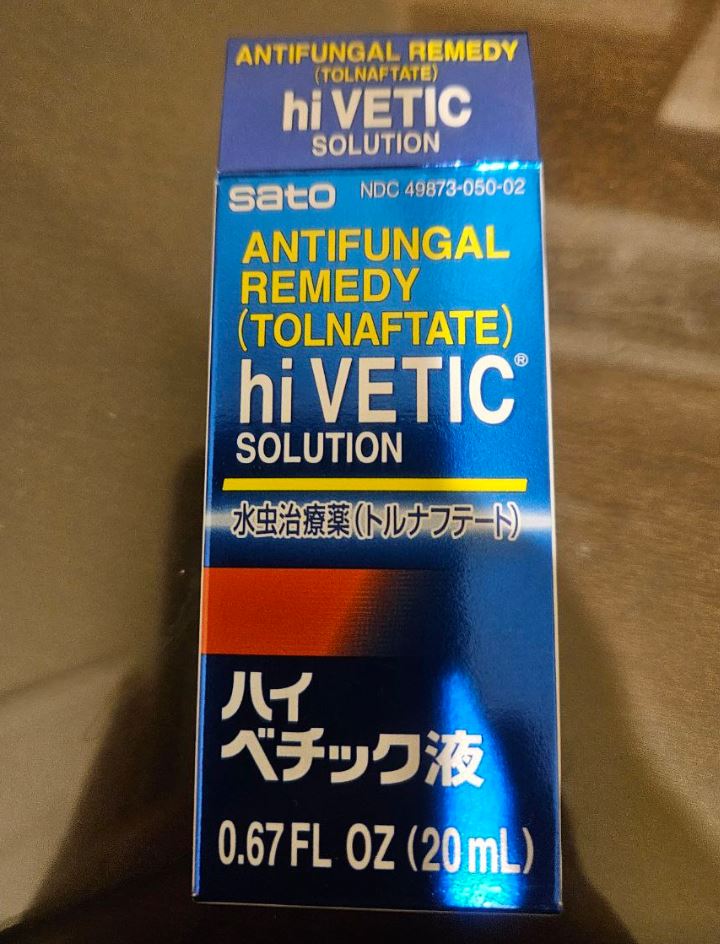 ANTIFUNGAL REMEDY
(TOLNAFTATE)
hi VETIC
SOLUTION
sato NDC 49873-050-02
ANTIFUNGAL
REMEDY
(TOLNAFTATE)
hi VETIC®
SOLUTION
水虫治療薬(トルナフテート)
ハイ
ベチック液
0.67 FL OZ (20 mL)